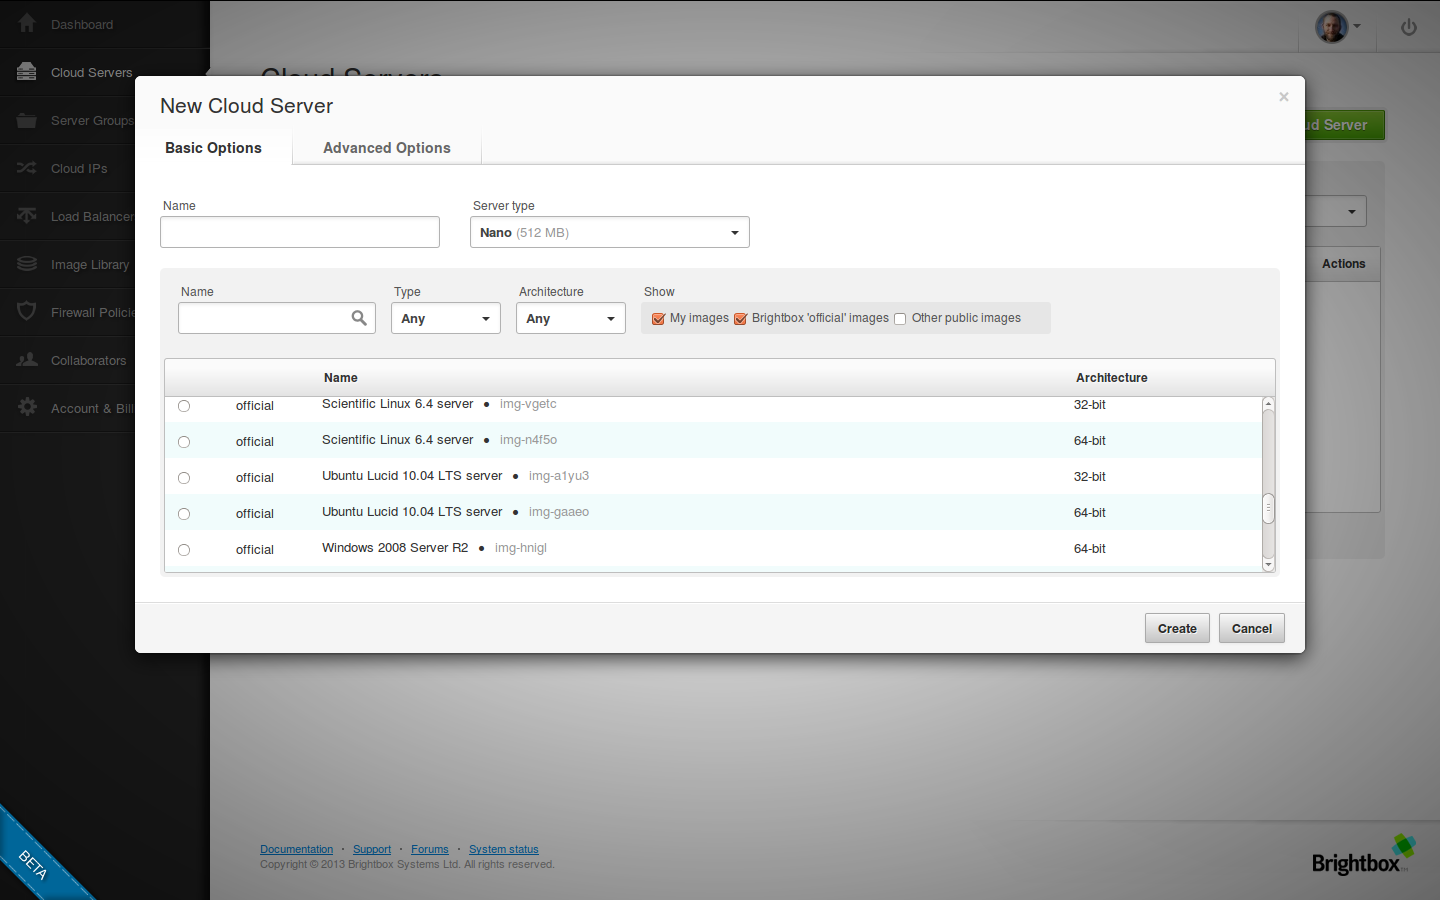 Dashboard
Cloud Servers
Server Groups
Cloud IPs
Load Balancer
Image Library
Firewall Policie
Collaborators
Account & Bill
Cloud Servers
ud Server
Actions
New Cloud Server
×
Basic Options
Advanced Options
Name
Server type
Nano (512 MB)
Name
Type
Architecture
Show
Any
Any
My images
Brightbox 'official' images
Other public images
Name
Architecture
official Scientific Linux 6.4 server • img-vgetc 32-bit
official Scientific Linux 6.4 server • img-n4f5o 64-bit
official Ubuntu Lucid 10.04 LTS server • img-a1yu3 32-bit
official Ubuntu Lucid 10.04 LTS server • img-gaaeo 64-bit
official Windows 2008 Server R2 • img-hnigl 64-bit
Create
Cancel
Documentation · Support · Forums · System status
Copyright © 2013 Brightbox Systems Ltd. All rights reserved.
BETA
Brightbox™